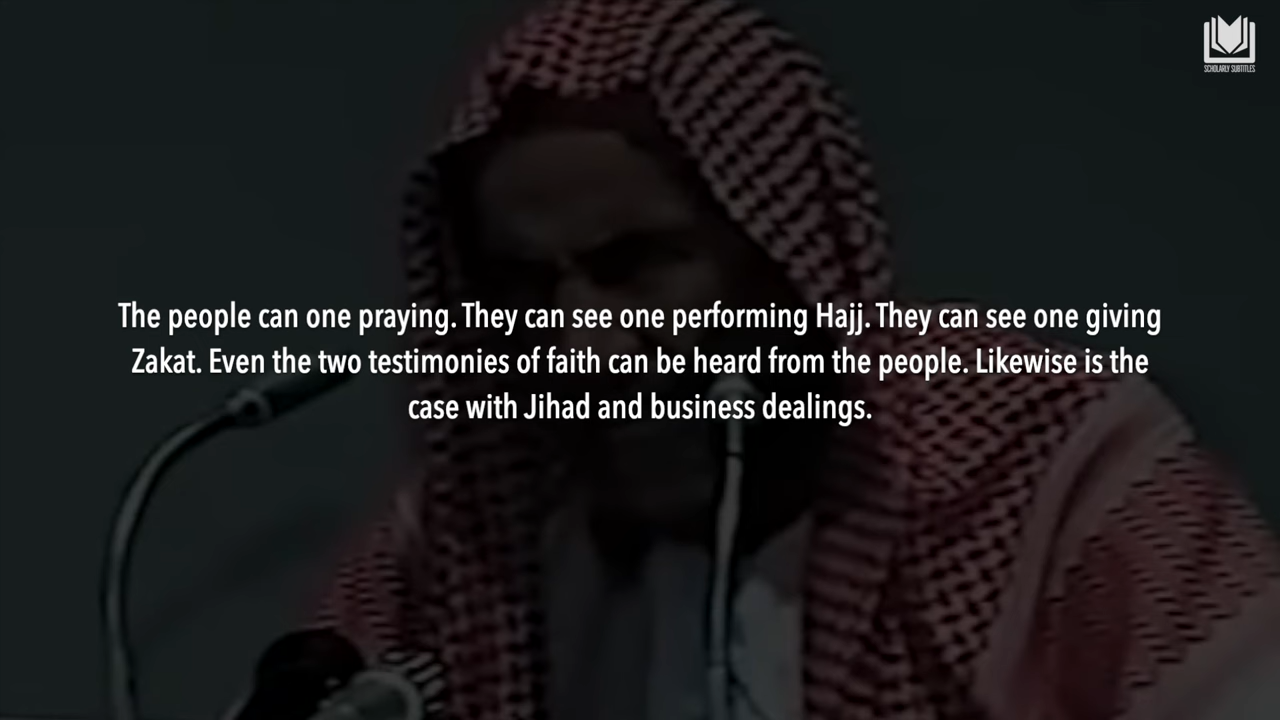 SCHOLARLY SUBTITLES
The people can one praying. They can see one performing Hajj. They can see one giving
Zakat. Even the two testimonies of faith can be heard from the people. Likewise is the
case with Jihad and business dealings.